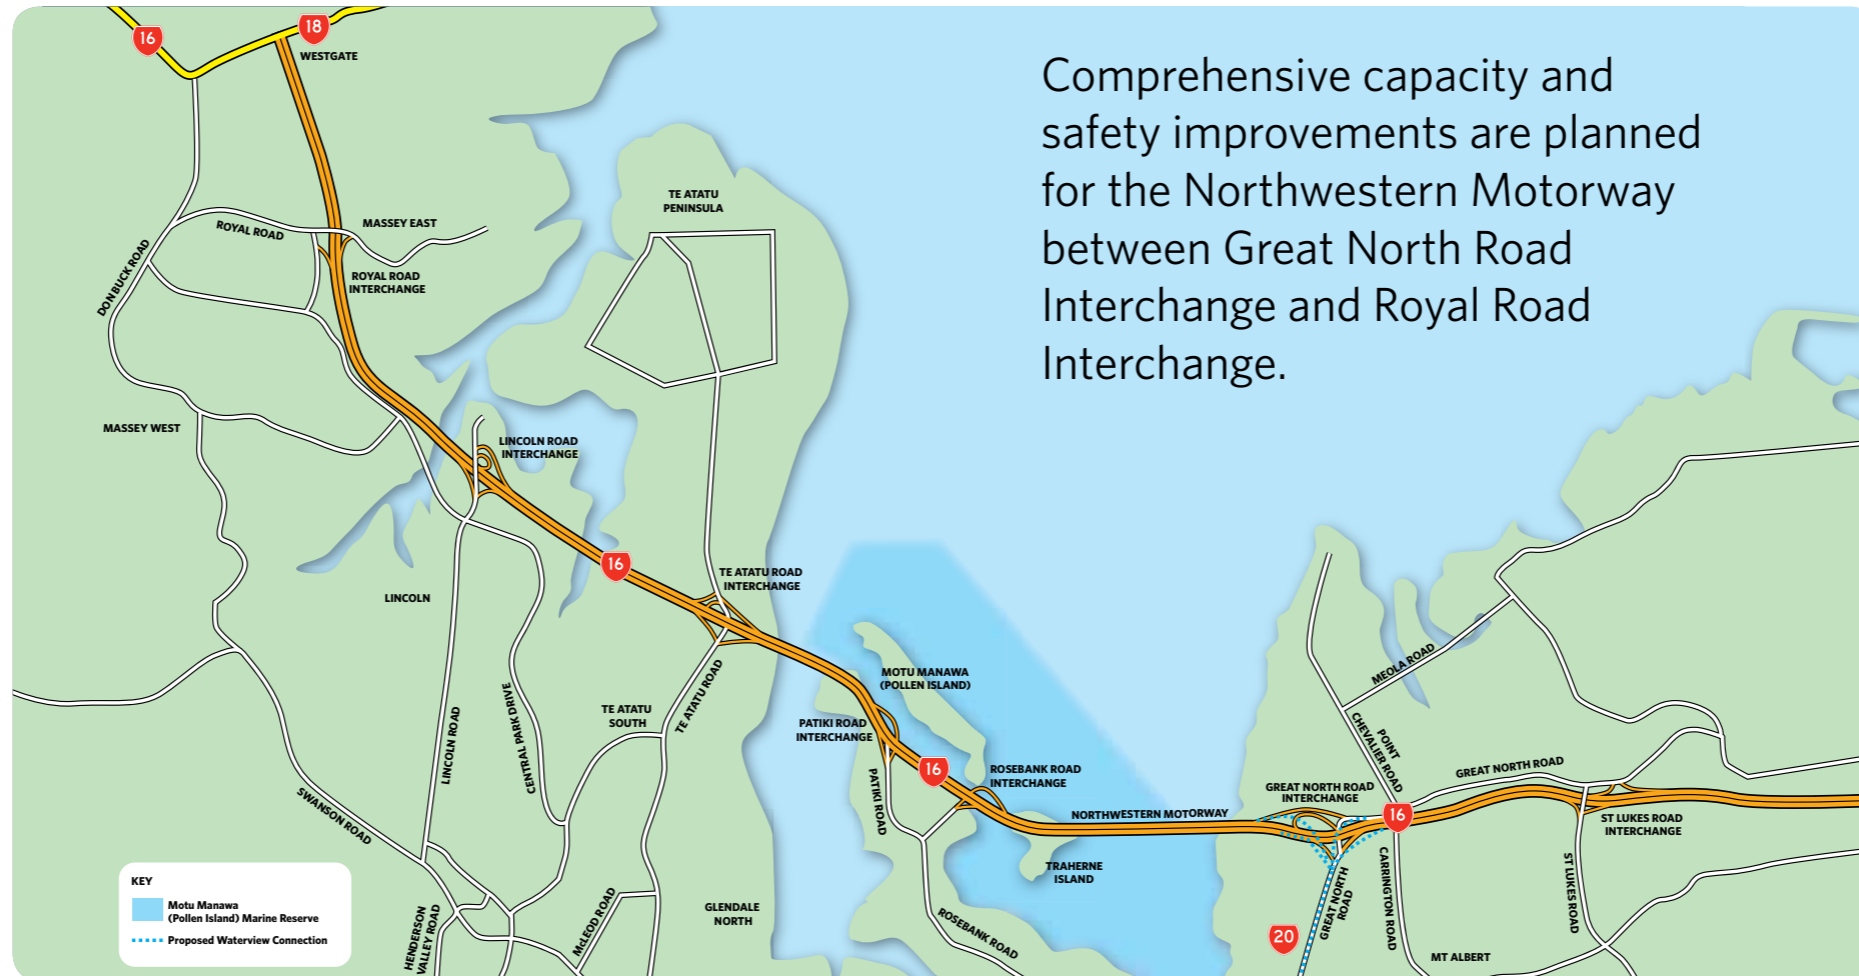 16
18
WESTGATE
Comprehensive capacity and
safety improvements are planned
for the Northwestern Motorway
between Great North Road
Interchange and Royal Road
Interchange.
TE ATATU
PENINSULA
ROYAL ROAD
MASSEY EAST
DON BUCK ROAD
ROYAL ROAD
INTERCHANGE
MASSEY WEST
LINCOLN ROAD
INTERCHANGE
16
LINCOLN
TE ATATU ROAD
INTERCHANGE
MOTU MANAWA
(POLLEN ISLAND)
MEOLA ROAD
TE ATATU
SOUTH
TE ATATU ROAD
CENTRAL PARK DRIVE
LINCOLN ROAD
PATIKI ROAD
INTERCHANGE
POINT
CHEVALIER ROAD
16
ROSEBANK ROAD
INTERCHANGE
GREAT NORTH ROAD
PATIKI ROAD
GREAT NORTH ROAD
INTERCHANGE
SWANSON ROAD
NORTHWESTERN MOTORWAY
16
ST LUKES ROAD
INTERCHANGE
TRAHERNE
ISLAND
CARRINGTON ROAD
ST LUKES ROAD
GREAT NORTH
ROAD
KEY
Motu Manawa
(Pollen Island) Marine Reserve
Proposed Waterview Connection
HENDERSON
VALLEY ROAD
McLEOD ROAD
GLENDALE
NORTH
ROSEBANK ROAD
20
MT ALBERT